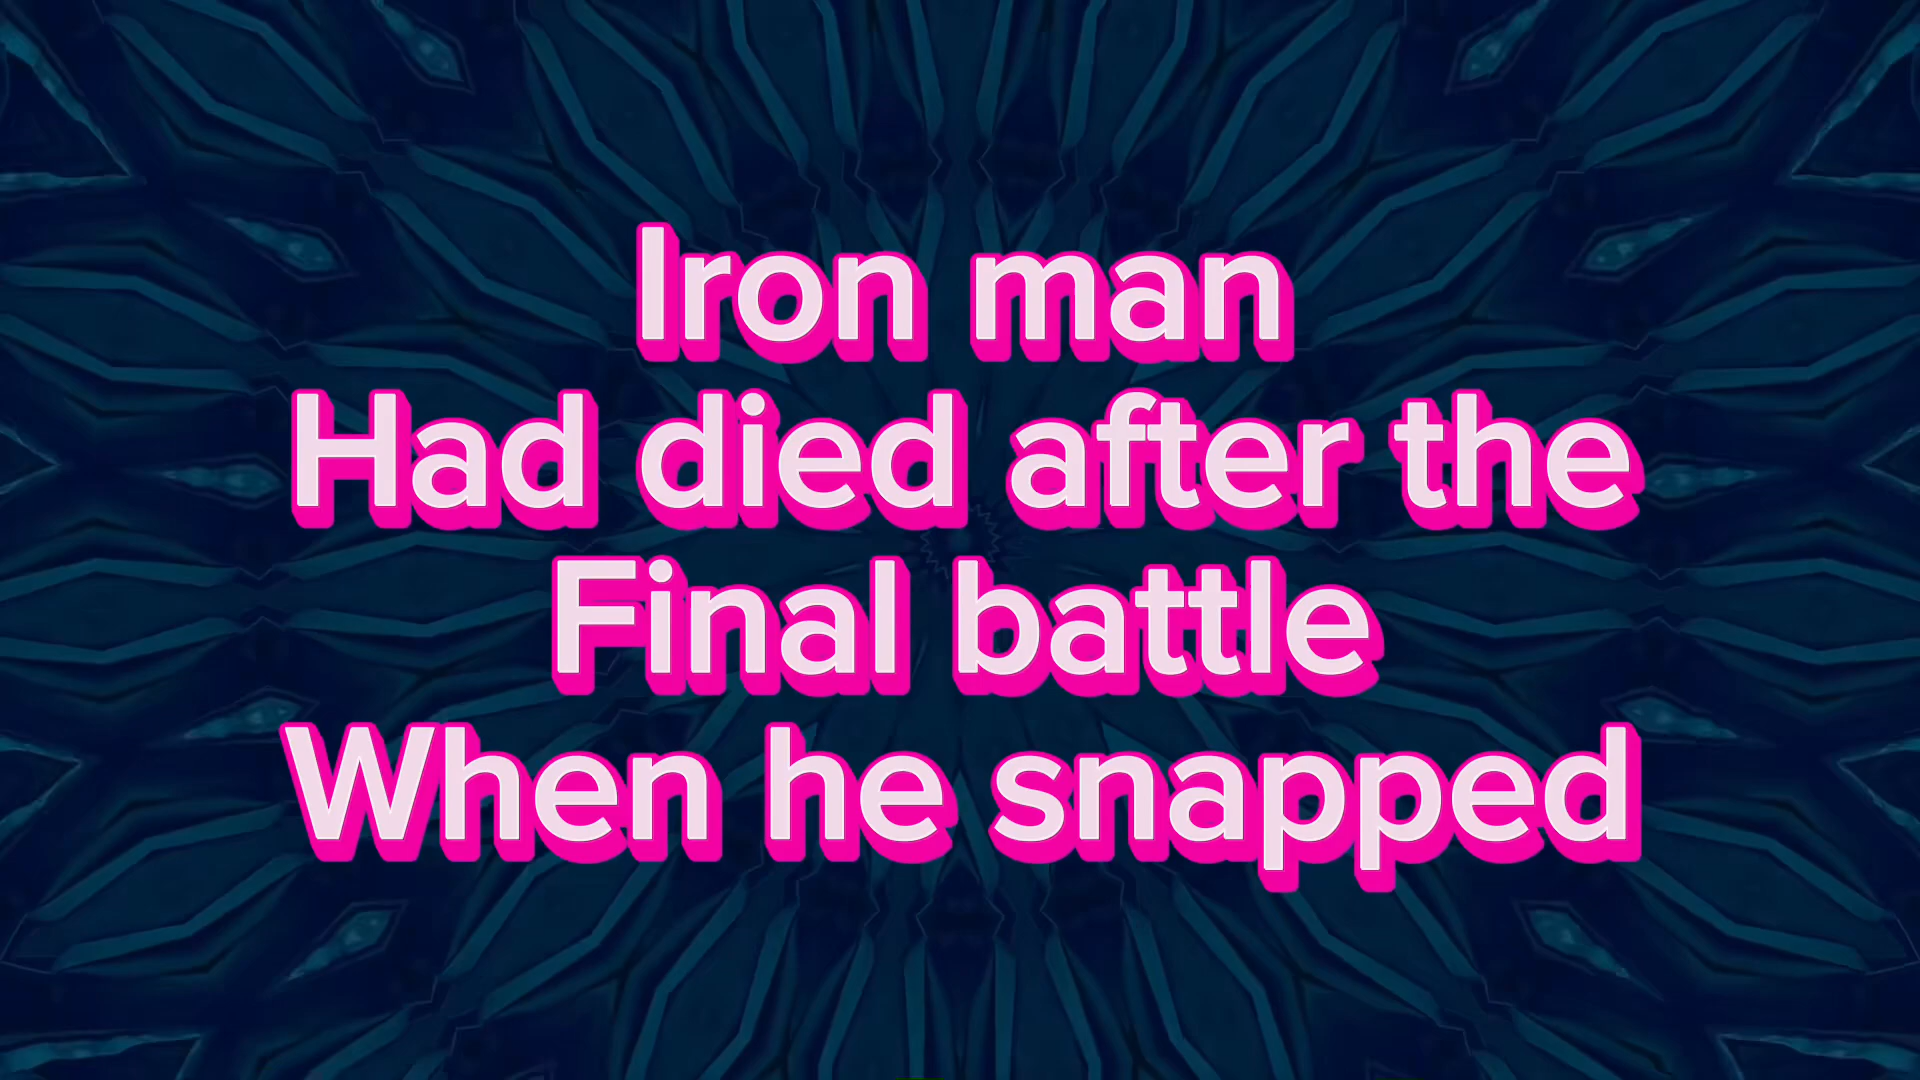 Iron man
Had died after the
Final battle
When he snapped